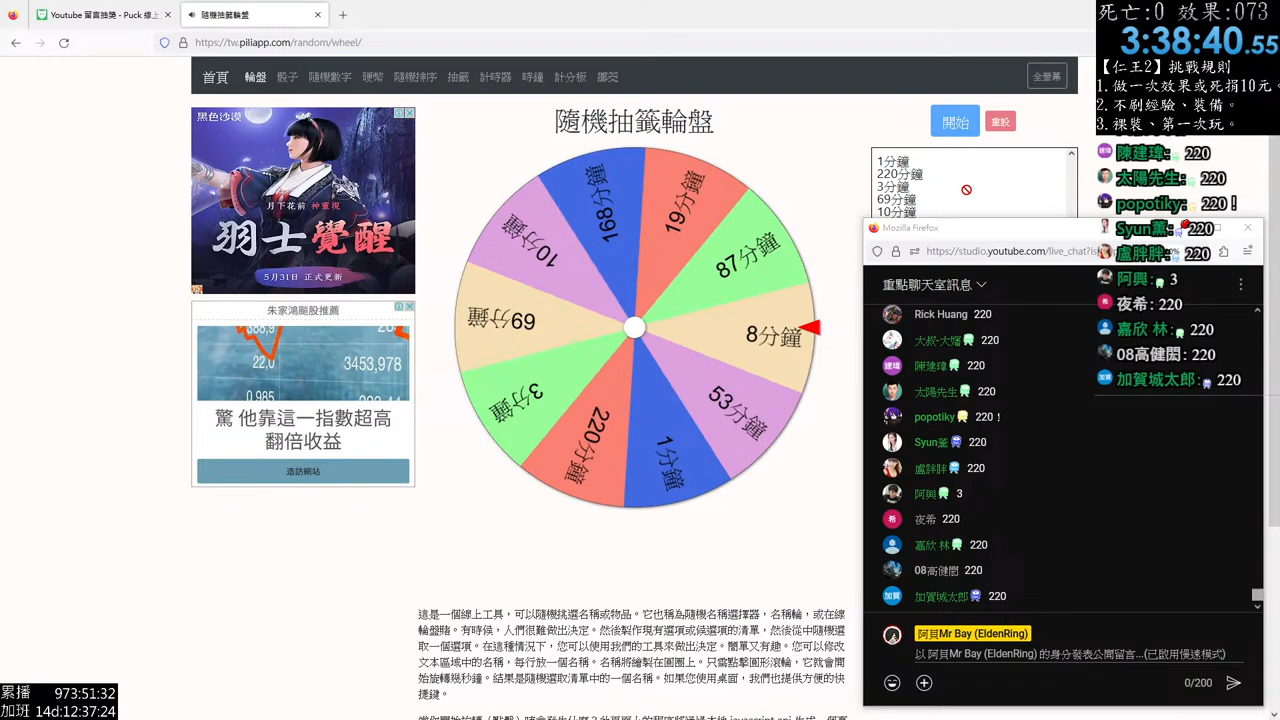 Youtube 留言抽獎 - Puck 線上
隨機抽籤輪盤
https://tw.piliapp.com/random/wheel/
首頁 輪盤 骰子 隨機數字 硬幣 隨機排序 抽籤 計時器 時鐘 計分板 擲筊
全螢幕
死亡:0 效果:073
3:38:40.55
【仁王2】挑戰規則
1.做一次效果或死捐10元。
2.不刷經驗、裝備。
3.裸裝、第一次玩。
黑色沙漠
月下花前 神靈現
羽士覺醒
5月31日 正式更新
朱家鴻飈股推薦
388,9
22,0
3453,978
0.985
驚 他靠這一指數超高
翻倍收益
造訪網站
隨機抽籤輪盤
開始
重設
168分鐘
19分鐘
87分鐘
8分鐘
53分鐘
1分鐘
220分鐘
3分鐘
69分鐘
10分鐘
1分鐘
220分鐘
3分鐘
69分鐘
10分鐘
陳建瑋: 220
太陽先生: 220
popotiky: 220！
Syun薰: 220
盧胖胖: 220
阿興: 3
夜希: 220
嘉欣 林: 220
08高健閎: 220
加賀城太郎: 220
Mozilla Firefox
https://studio.youtube.com/live_chat?is
重點聊天室訊息
Rick Huang 220
大叔-大嬸 220
陳建瑋 220
太陽先生 220
popotiky 220！
Syun薰 220
盧胖胖 220
阿興 3
夜希 220
嘉欣 林 220
08高健閎 220
加賀城太郎 220
阿貝Mr Bay (EldenRing)
以 阿貝Mr Bay (EldenRing) 的身分發表公開留言...(已啟用慢速模式)
0/200
這是一個線上工具，可以隨機挑選名稱或物品。它也稱為隨機名稱選擇器，名稱輪，或在線
輪盤賭。有時候，人們很難做出決定。然後製作現有選項或候選項的清單，然後從中隨機選
取一個選項。在這種情況下，您可以使用我們的工具來做出決定。簡單又有趣。您可以修改
文本區域中的名稱，每行放一個名稱。名稱將繪製在圓圈上。只需點擊圓形滾輪，它就會開
始旋轉幾秒鐘。結果是隨機選取清單中的一個名稱。如果您使用桌面，我們也提供方便的快
捷鍵。
累播 973:51:32
加班 14d:12:37:24